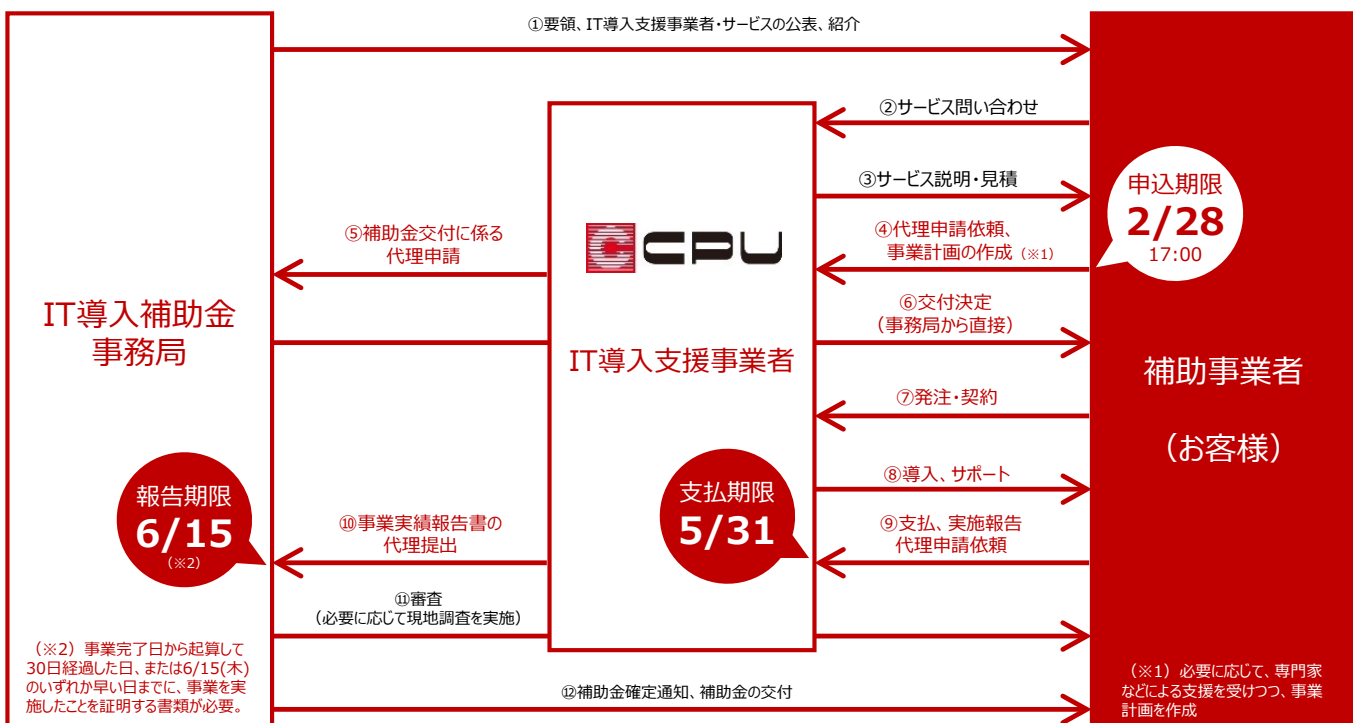 ①要領、IT導入支援事業者・サービスの公表、紹介
②サービス問い合わせ
③サービス説明・見積
申込期限
2/28
17:00
④代理申請依頼、
事業計画の作成（※1）
⑤補助金交付に係る
代理申請
CPU
IT導入補助金
事務局
⑥交付決定
（事務局から直接）
IT導入支援事業者
補助事業者
（お客様）
⑦発注・契約
⑧導入、サポート
報告期限
6/15
（※2）
支払期限
5/31
⑨支払、実施報告
代理申請依頼
⑩事業実績報告書の
代理提出
⑪審査
（必要に応じて現地調査を実施）
（※2）事業完了日から起算して
30日経過した日、または6/15(木)
のいずれか早い日までに、事業を実
施したことを証明する書類が必要。
⑫補助金確定通知、補助金の交付
（※1）必要に応じて、専門家
などによる支援を受けつつ、事業
計画を作成